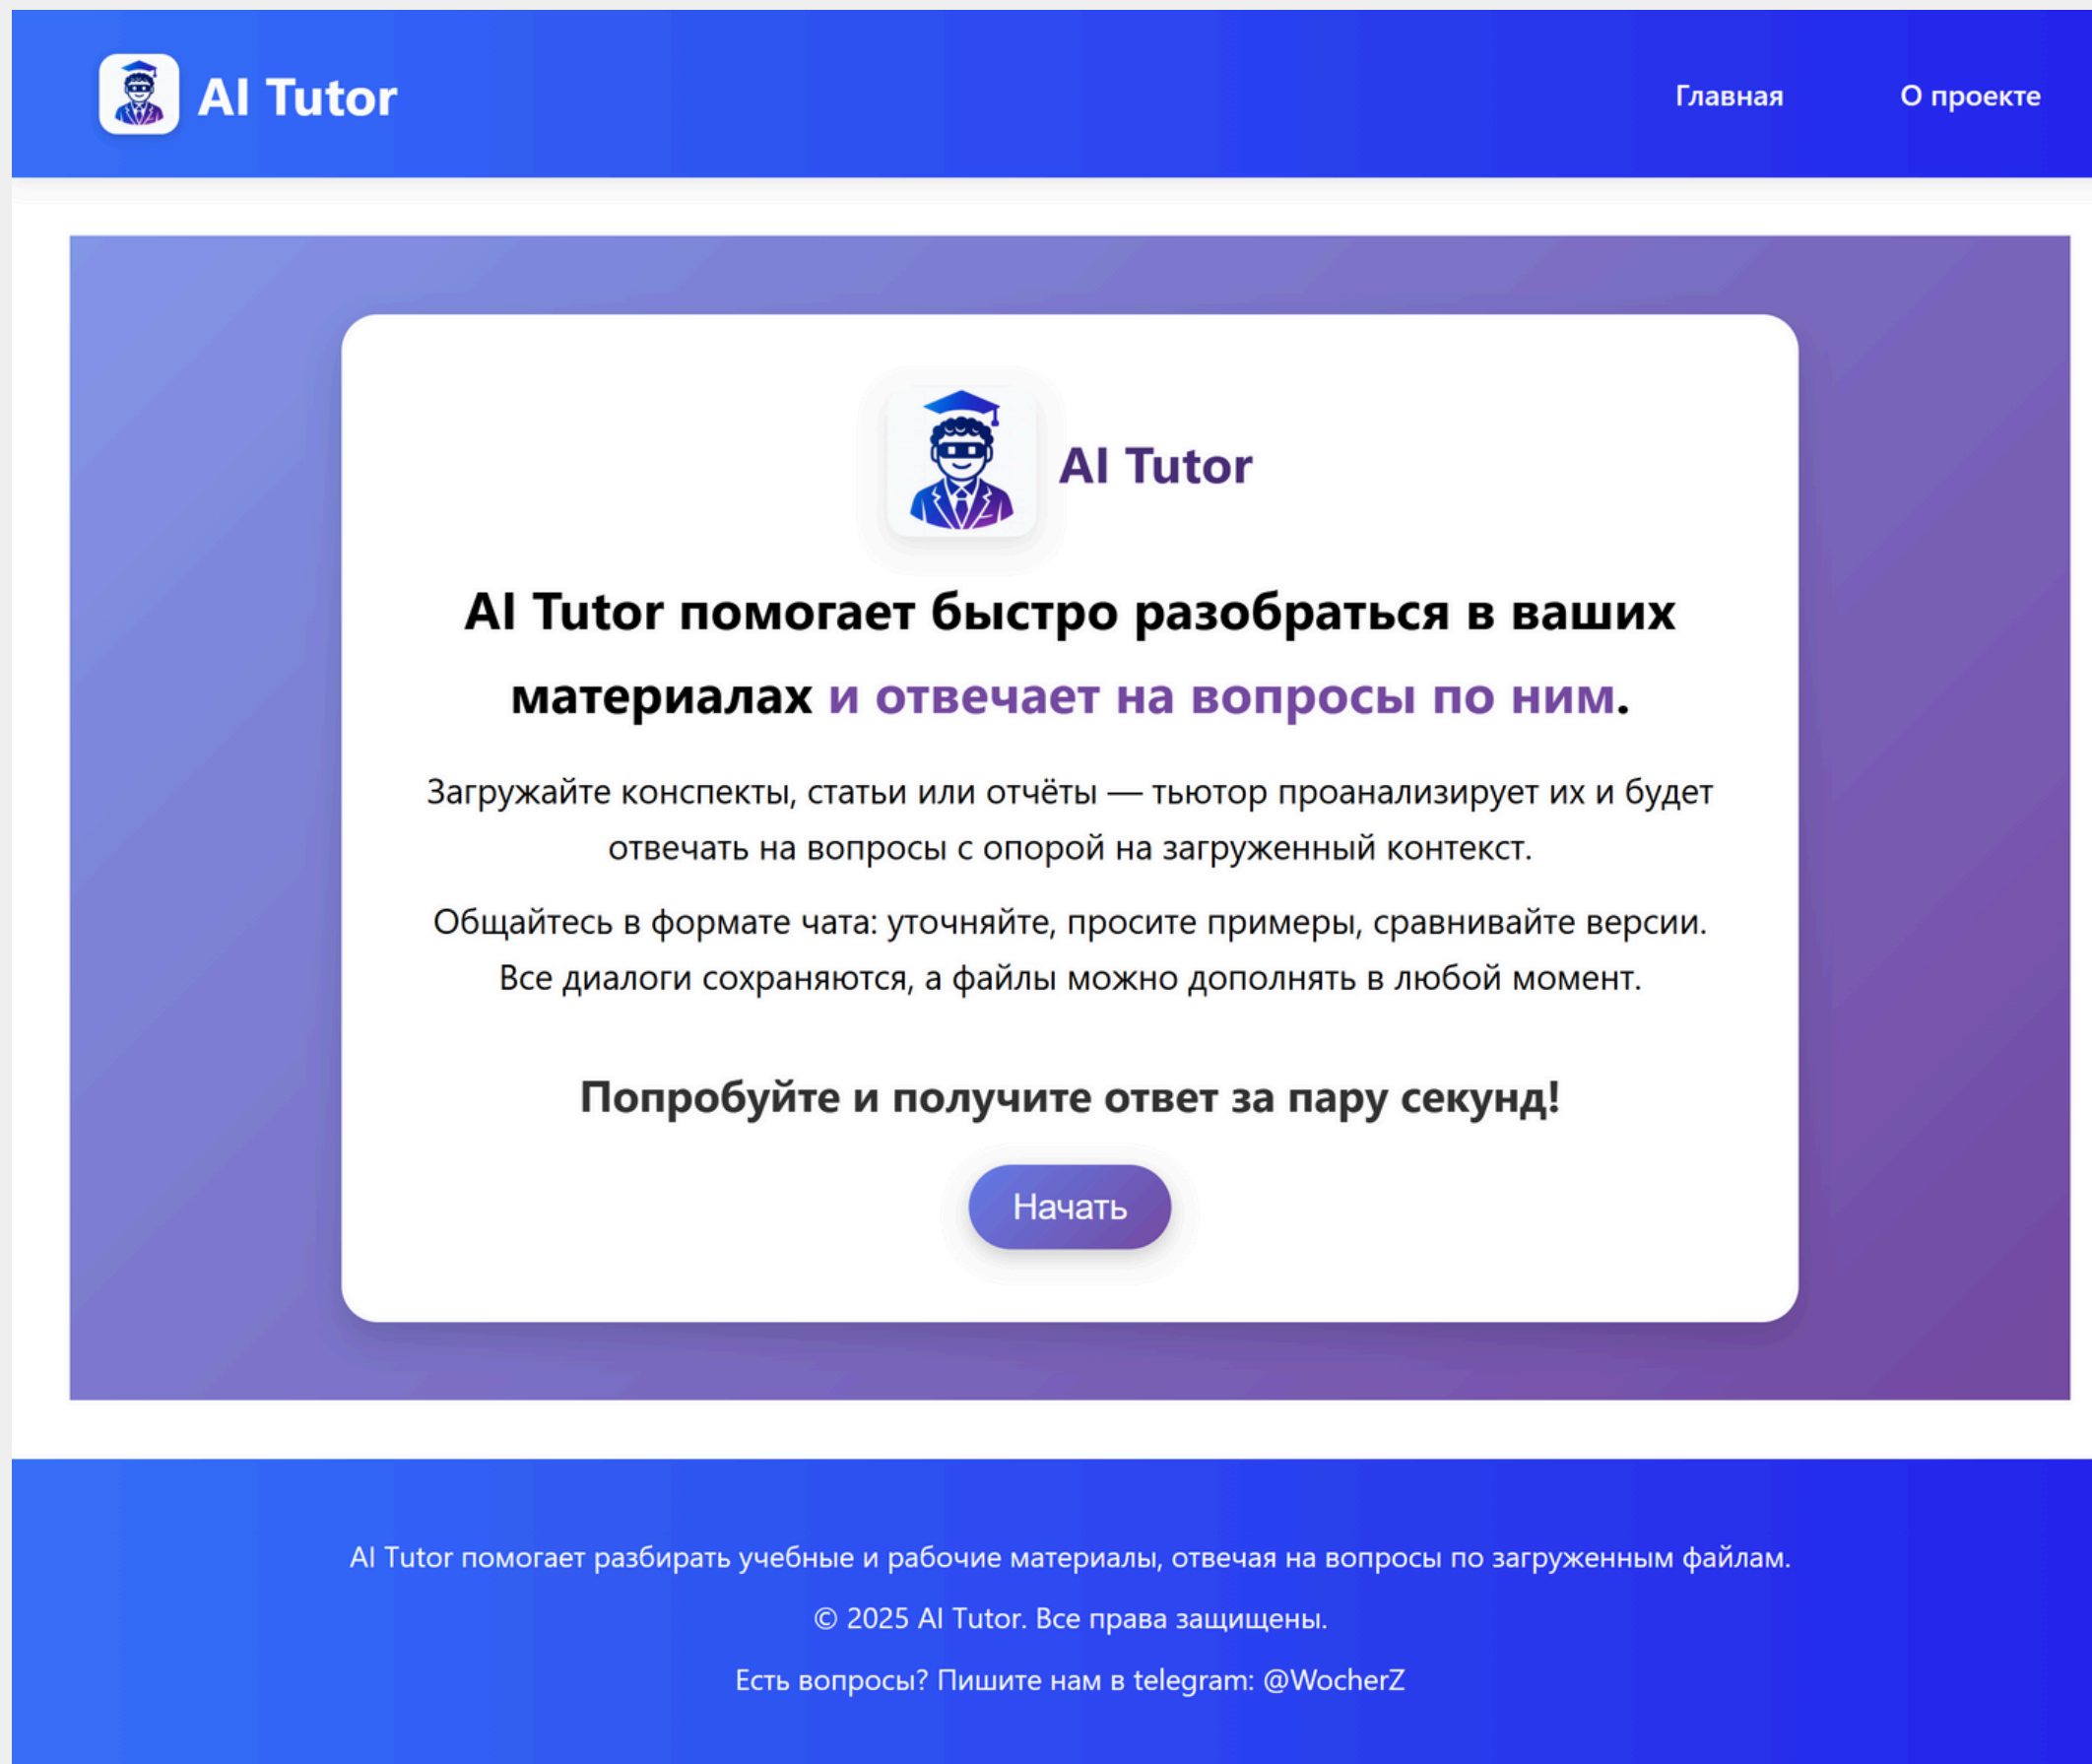 AI Tutor
Главная
О проекте
AI Tutor
AI Tutor помогает быстро разобраться в ваших
материалах и отвечает на вопросы по ним.
Загружайте конспекты, статьи или отчёты — тьютор проанализирует их и будет
отвечать на вопросы с опорой на загруженный контекст.
Общайтесь в формате чата: уточняйте, просите примеры, сравнивайте версии.
Все диалоги сохраняются, а файлы можно дополнять в любой момент.
Попробуйте и получите ответ за пару секунд!
Начать
AI Tutor помогает разбирать учебные и рабочие материалы, отвечая на вопросы по загруженным файлам.
© 2025 AI Tutor. Все права защищены.
Есть вопросы? Пишите нам в telegram: @WocherZ